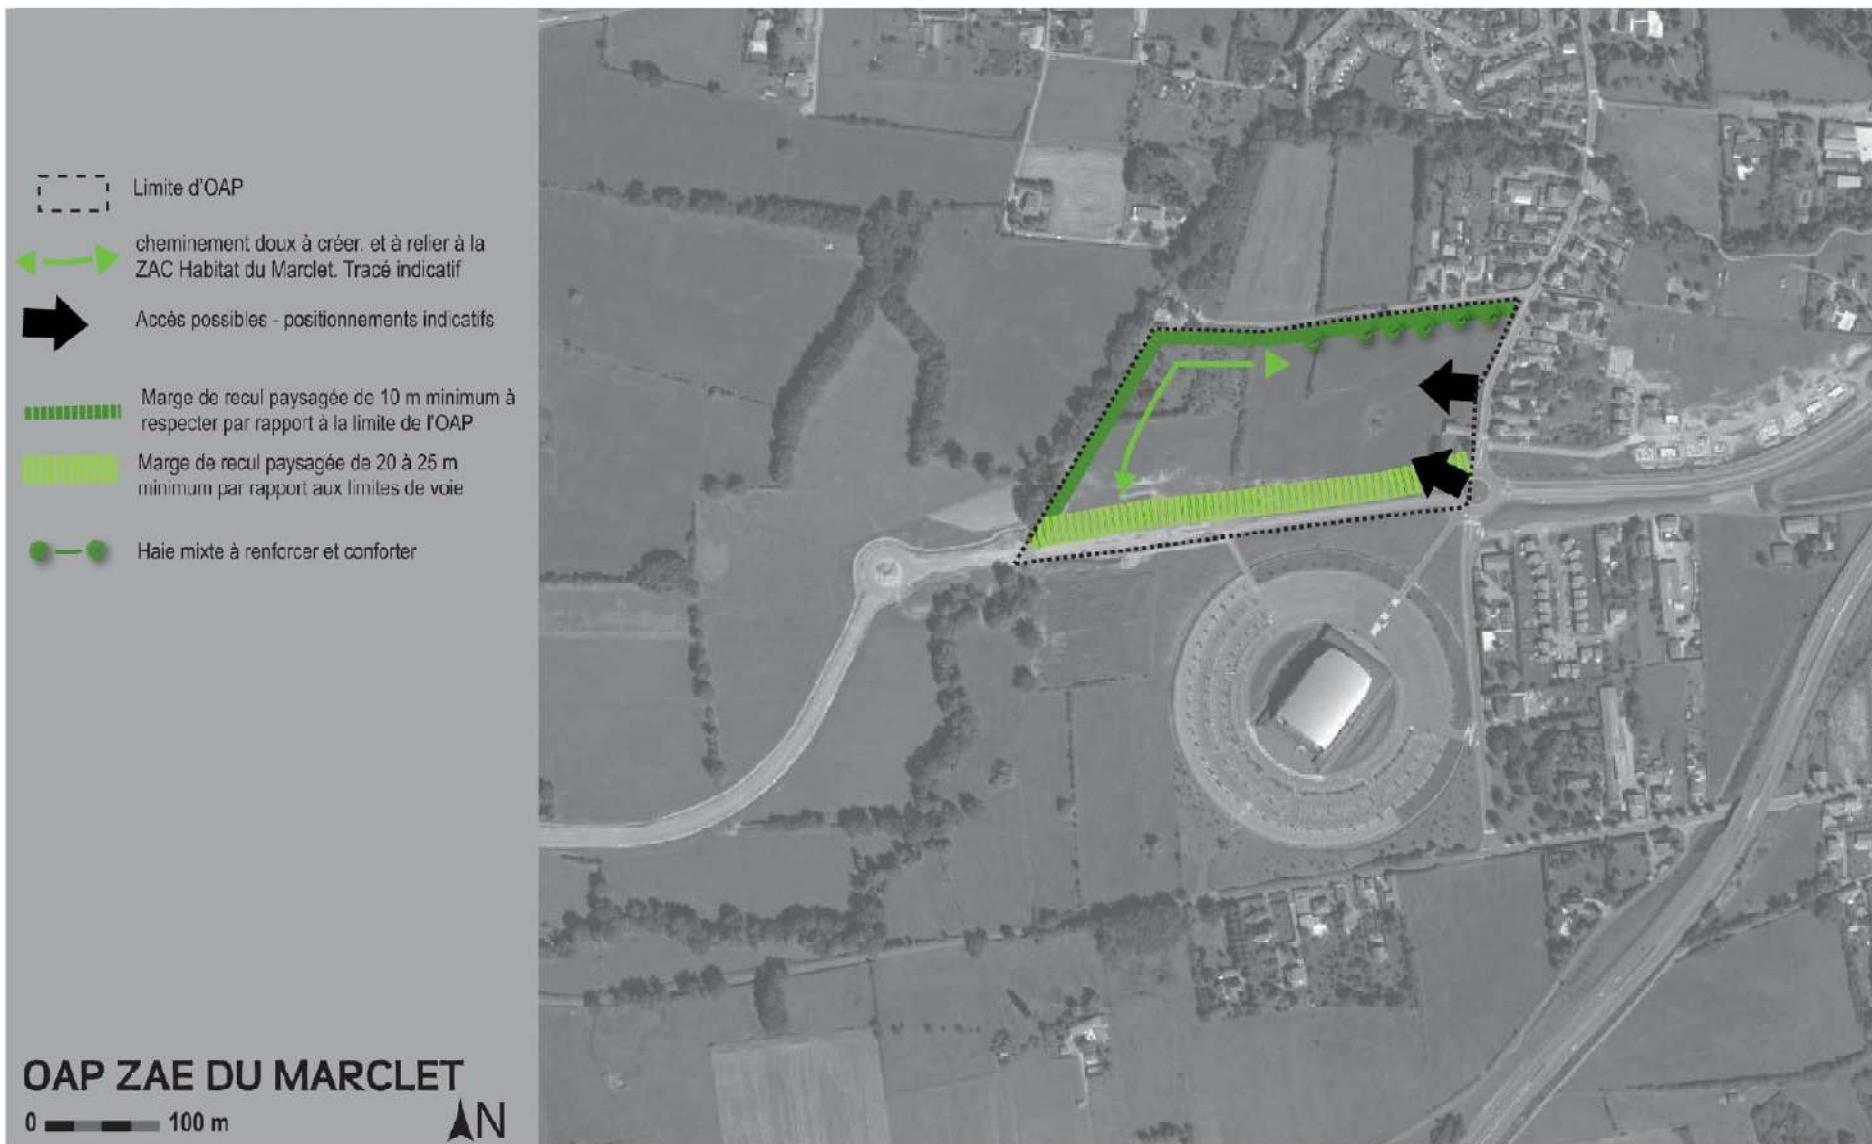 Limite d'OAP
cheminement doux à créer, et à relier à la
ZAC Habitat du Marclet. Tracé indicatif
Accès possibles - positionnements indicatifs
Marge de recul paysagée de 10 m minimum à
respecter par rapport à la limite de l'OAP
Marge de recul paysagée de 20 à 25 m
minimum par rapport aux limites de voie
Haie mixte à renforcer et conforter
OAP ZAE DU MARCLET
0 100 m
N